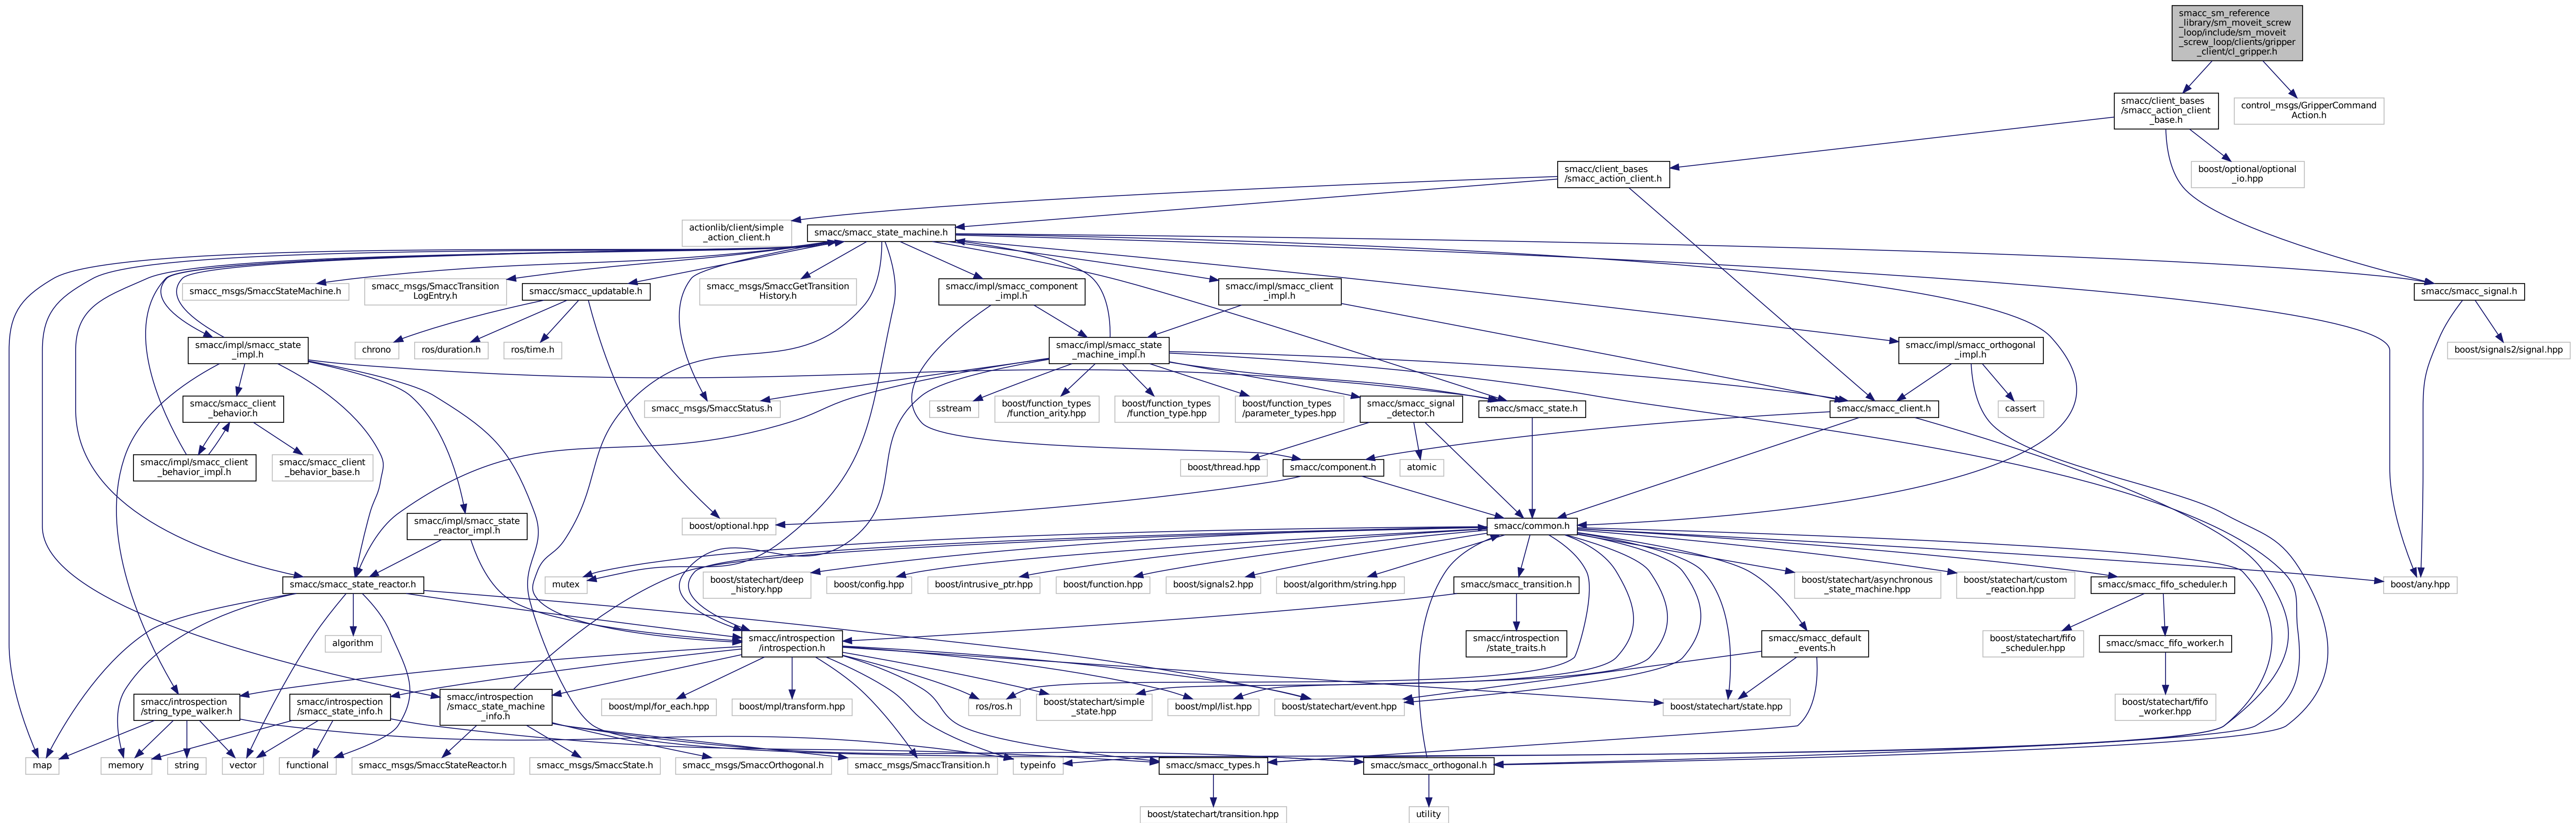 smacc_sm_reference
_library/sm_moveit_screw
_loop/include/sm_moveit
_screw_loop/clients/gripper
_client/cl_gripper.h
smacc/client_bases
/smacc_action_client
_base.h
control_msgs/GripperCommand
Action.h
smacc/client_bases
/smacc_action_client.h
boost/optional/optional
_io.hpp
actionlib/client/simple
_action_client.h
smacc/smacc_state_machine.h
smacc_msgs/SmaccStateMachine.h
smacc_msgs/SmaccTransition
LogEntry.h
smacc/smacc_updatable.h
smacc_msgs/SmaccGetTransition
History.h
smacc/impl/smacc_component
_impl.h
smacc/impl/smacc_client
_impl.h
smacc/smacc_signal.h
smacc/impl/smacc_state
_impl.h
chrono
ros/duration.h
ros/time.h
smacc/impl/smacc_state
_machine_impl.h
smacc/impl/smacc_orthogonal
_impl.h
boost/signals2/signal.hpp
smacc/smacc_client
_behavior.h
smacc_msgs/SmaccStatus.h
sstream
boost/function_types
/function_arity.hpp
boost/function_types
/function_type.hpp
boost/function_types
/parameter_types.hpp
smacc/smacc_signal
_detector.h
smacc/smacc_state.h
smacc/smacc_client.h
cassert
smacc/impl/smacc_client
_behavior_impl.h
smacc/smacc_client
_behavior_base.h
boost/thread.hpp
smacc/component.h
atomic
smacc/impl/smacc_state
_reactor_impl.h
boost/optional.hpp
smacc/common.h
smacc/smacc_state_reactor.h
mutex
boost/statechart/deep
_history.hpp
boost/config.hpp
boost/intrusive_ptr.hpp
boost/function.hpp
boost/signals2.hpp
boost/algorithm/string.hpp
smacc/smacc_transition.h
boost/statechart/asynchronous
_state_machine.hpp
boost/statechart/custom
_reaction.hpp
smacc/smacc_fifo_scheduler.h
boost/any.hpp
algorithm
smacc/introspection
/introspection.h
smacc/introspection
/state_traits.h
smacc/smacc_default
_events.h
boost/statechart/fifo
_scheduler.hpp
smacc/smacc_fifo_worker.h
smacc/introspection
/string_type_walker.h
smacc/introspection
/smacc_state_info.h
smacc/introspection
/smacc_state_machine
_info.h
boost/mpl/for_each.hpp
boost/mpl/transform.hpp
ros/ros.h
boost/statechart/simple
_state.hpp
boost/mpl/list.hpp
boost/statechart/event.hpp
boost/statechart/state.hpp
boost/statechart/fifo
_worker.hpp
map
memory
string
vector
functional
smacc_msgs/SmaccStateReactor.h
smacc_msgs/SmaccState.h
smacc_msgs/SmaccOrthogonal.h
smacc_msgs/SmaccTransition.h
typeinfo
smacc/smacc_types.h
smacc/smacc_orthogonal.h
boost/statechart/transition.hpp
utility